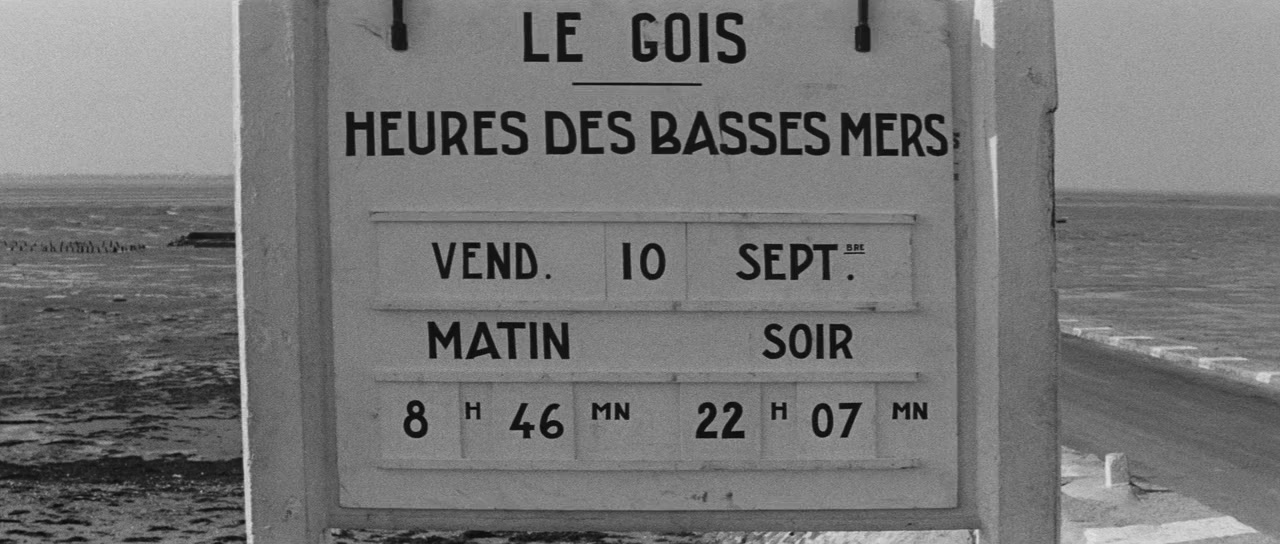 LE GOIS
HEURES DES BASSES MERS
VEND. 10 SEPT.BRE
MATIN SOIR
8 H 46 MN 22 H 07 MN